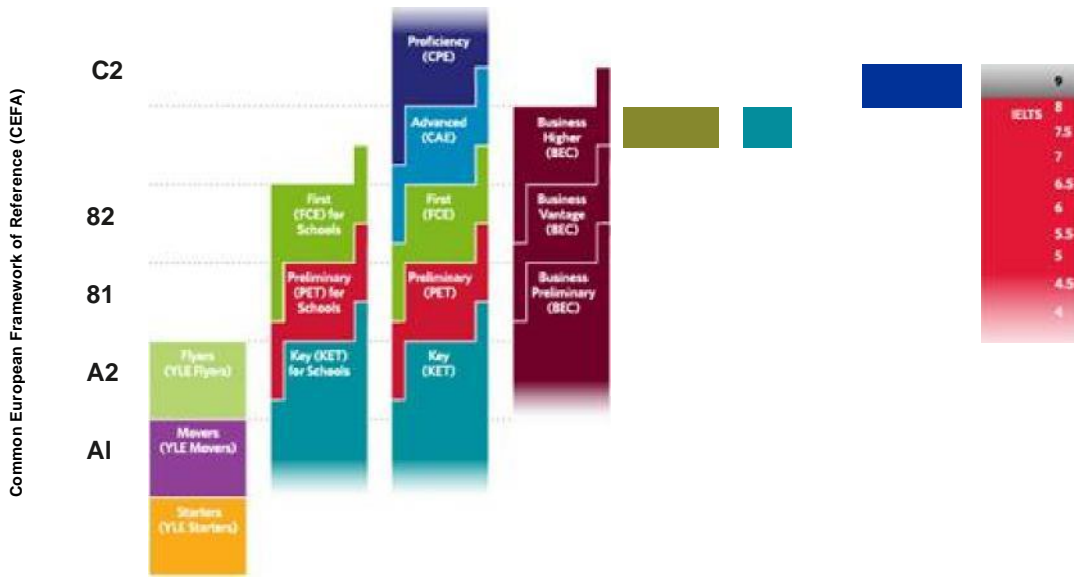 Common European Framework of Reference (CEFA)
C2
82
81
A2
AI
Flyers
(YLE Flyers)
Movers
(YLE Movers)
Starters
(YLE Starters)
First
(FCE) for
Schools
Preliminary
(PET) for
Schools
Key (KET)
for Schools
Proficiency
(CPE)
Advanced
(CAE)
First
(FCE)
Preliminary
(PET)
Key
(KET)
Business
Higher
(BEC)
Business
Vantage
(BEC)
Business
Preliminary
(BEC)
IELTS
9
8
7.5
7
6.5
6
5.5
5
4.5
4